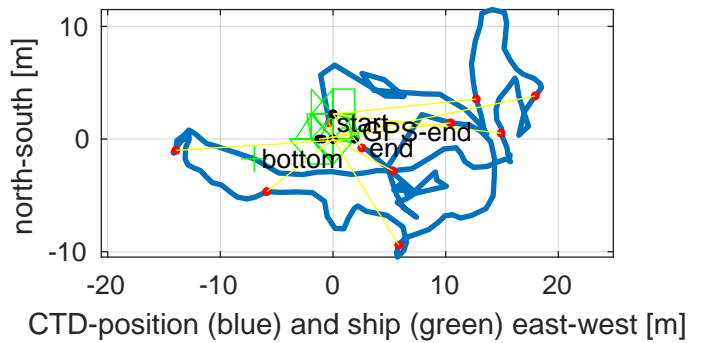 10
0
-10
north-south [m]
start
GPS-end
end
bottom
-20
-10
0
10
20
CTD-position (blue) and ship (green) east-west [m]